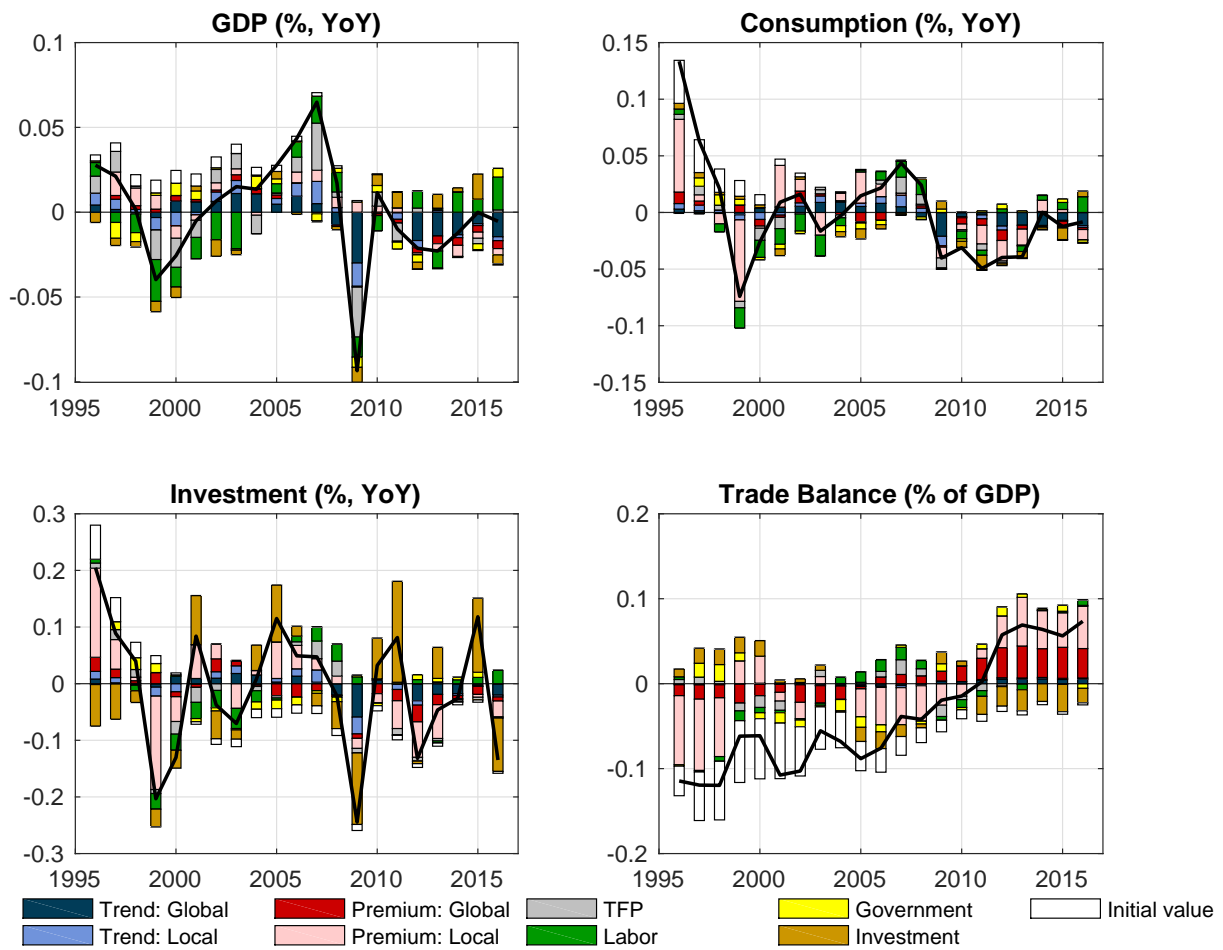 GDP (%, YoY)
0.1
0.05
0
-0.05
-0.1
1995 2000 2005 2010 2015
Consumption (%, YoY)
0.15
0.1
0.05
0
-0.05
-0.1
-0.15
1995 2000 2005 2010 2015
Investment (%, YoY)
0.3
0.2
0.1
0
-0.1
-0.2
-0.3
1995 2000 2005 2010 2015
Trade Balance (% of GDP)
0.2
0.1
0
-0.1
-0.2
1995 2000 2005 2010 2015
Trend: Global Premium: Global TFP Government Initial value
Trend: Local Premium: Local Labor Investment